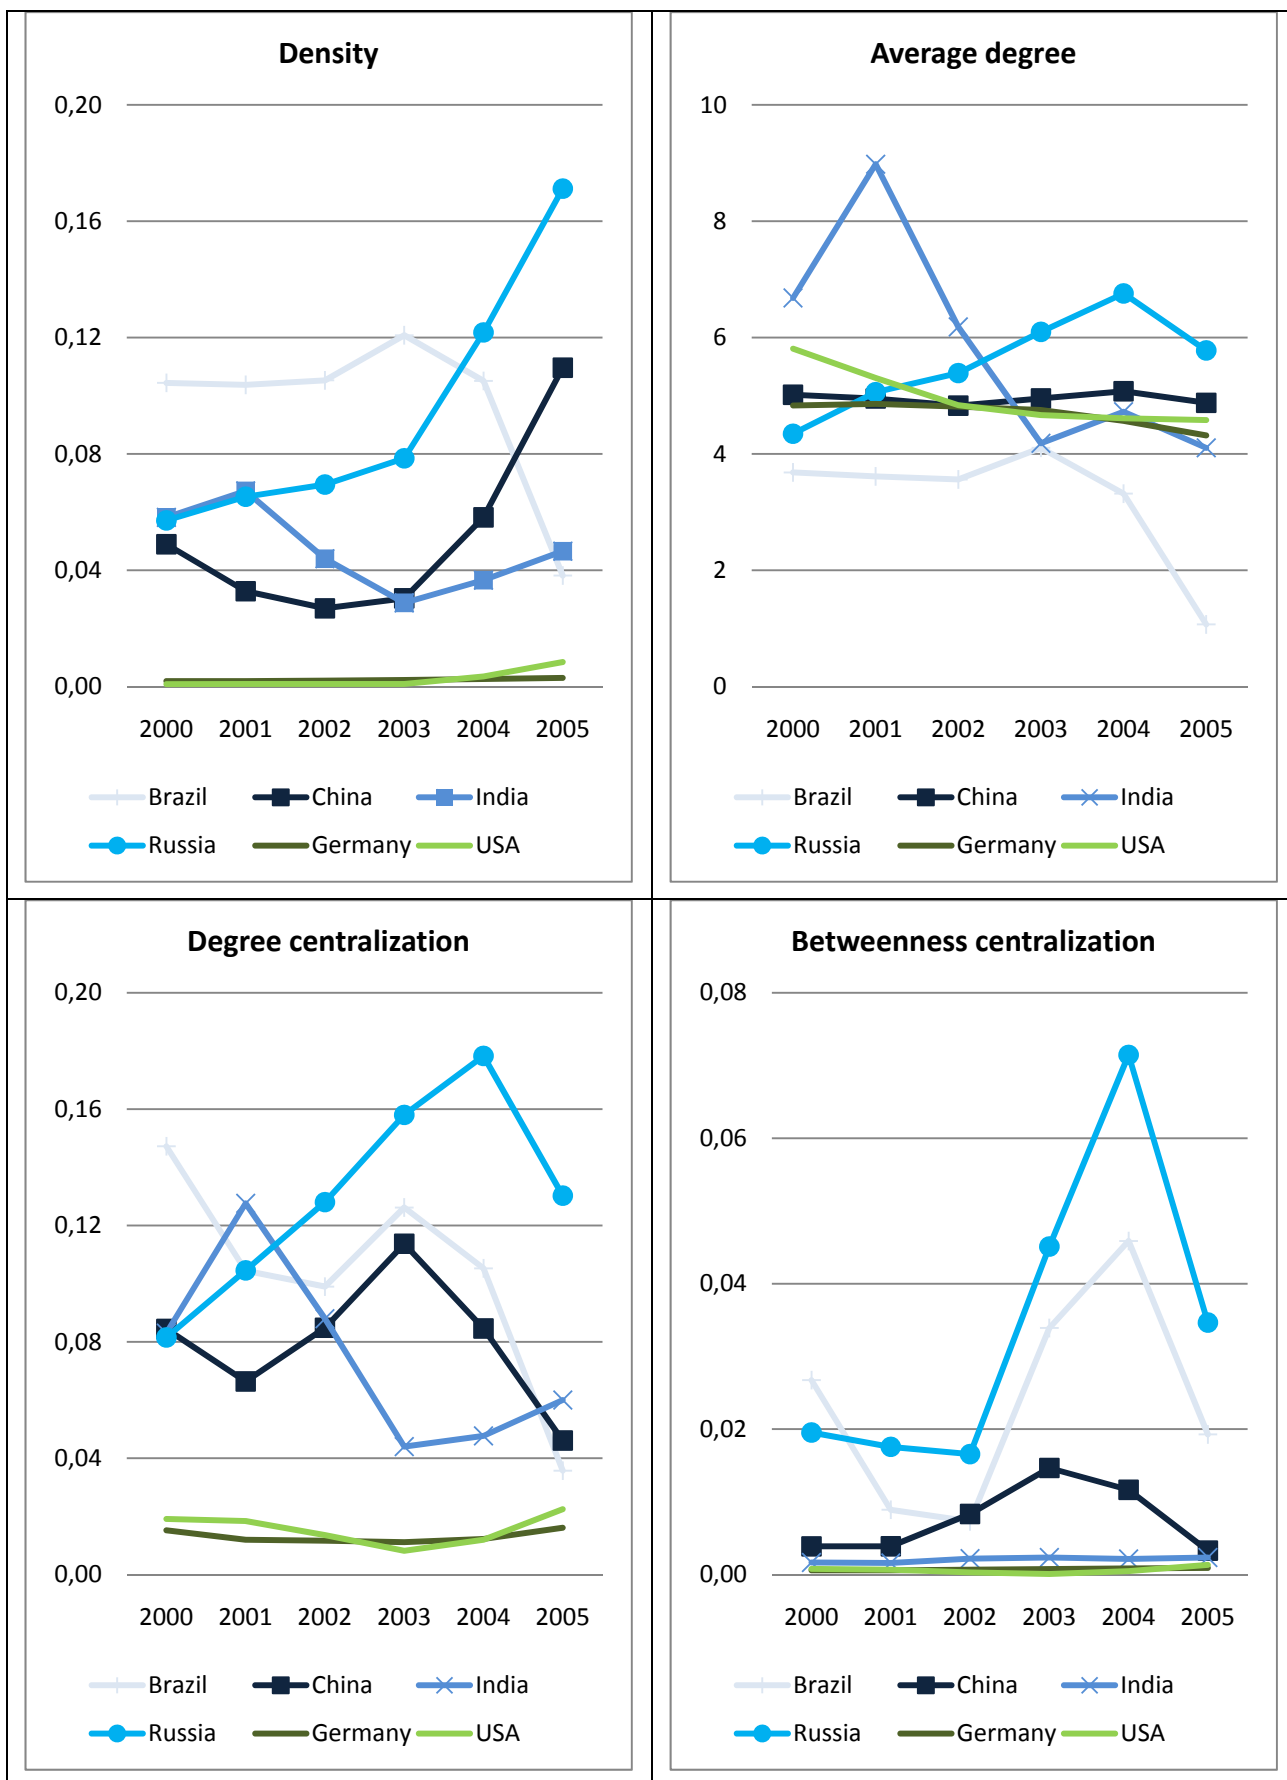 Density
0,20
0,16
0,12
0,08
0,04
0,00
2000 2001 2002 2003 2004 2005
Brazil China India
Russia Germany USA
Average degree
10
8
6
4
2
0
2000 2001 2002 2003 2004 2005
Brazil China India
Russia Germany USA
Degree centralization
0,20
0,16
0,12
0,08
0,04
0,00
2000 2001 2002 2003 2004 2005
Brazil China India
Russia Germany USA
Betweenness centralization
0,08
0,06
0,04
0,02
0,00
2000 2001 2002 2003 2004 2005
Brazil China India
Russia Germany USA